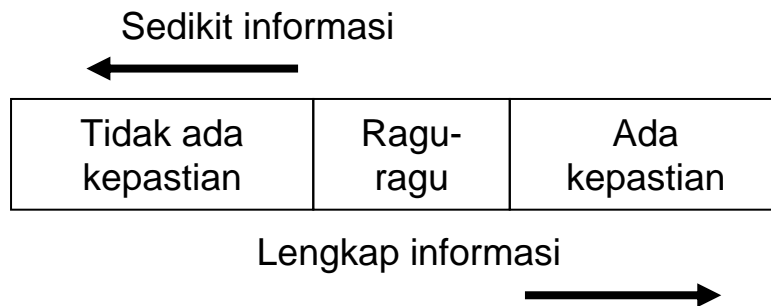 Sedikit informasi
Tidak ada
kepastian
Ragu-
ragu
Ada
kepastian
Lengkap informasi